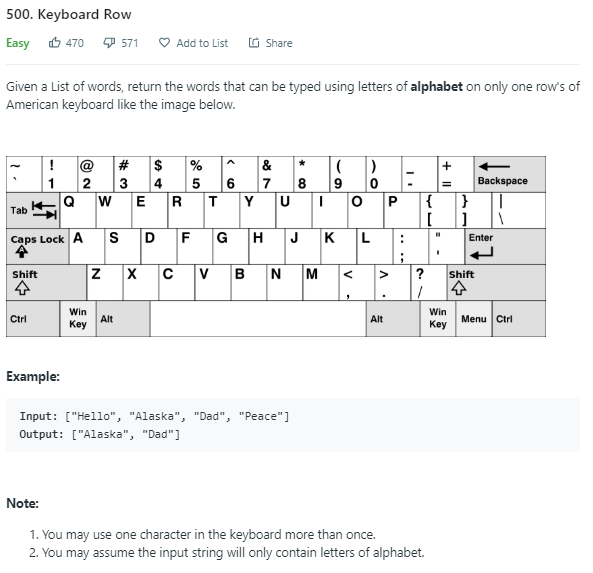 500. Keyboard Row
Easy 470 571 Add to List Share
Given a List of words, return the words that can be typed using letters of alphabet on only one row's of
American keyboard like the image below.
~ ! @ # $ % ^ & * ( ) _ +
` 1 2 3 4 5 6 7 8 9 0 - = Backspace
Tab Q W E R T Y U I O P { [ } ] | \
Caps Lock A S D F G H J K L : ; " ' Enter
Shift Z X C V B N M < , > . ? / Shift
Ctrl Win Key Alt Alt Win Key Menu Ctrl
Example:
Input: ["Hello", "Alaska", "Dad", "Peace"]
Output: ["Alaska", "Dad"]
Note:
1. You may use one character in the keyboard more than once.
2. You may assume the input string will only contain letters of alphabet.